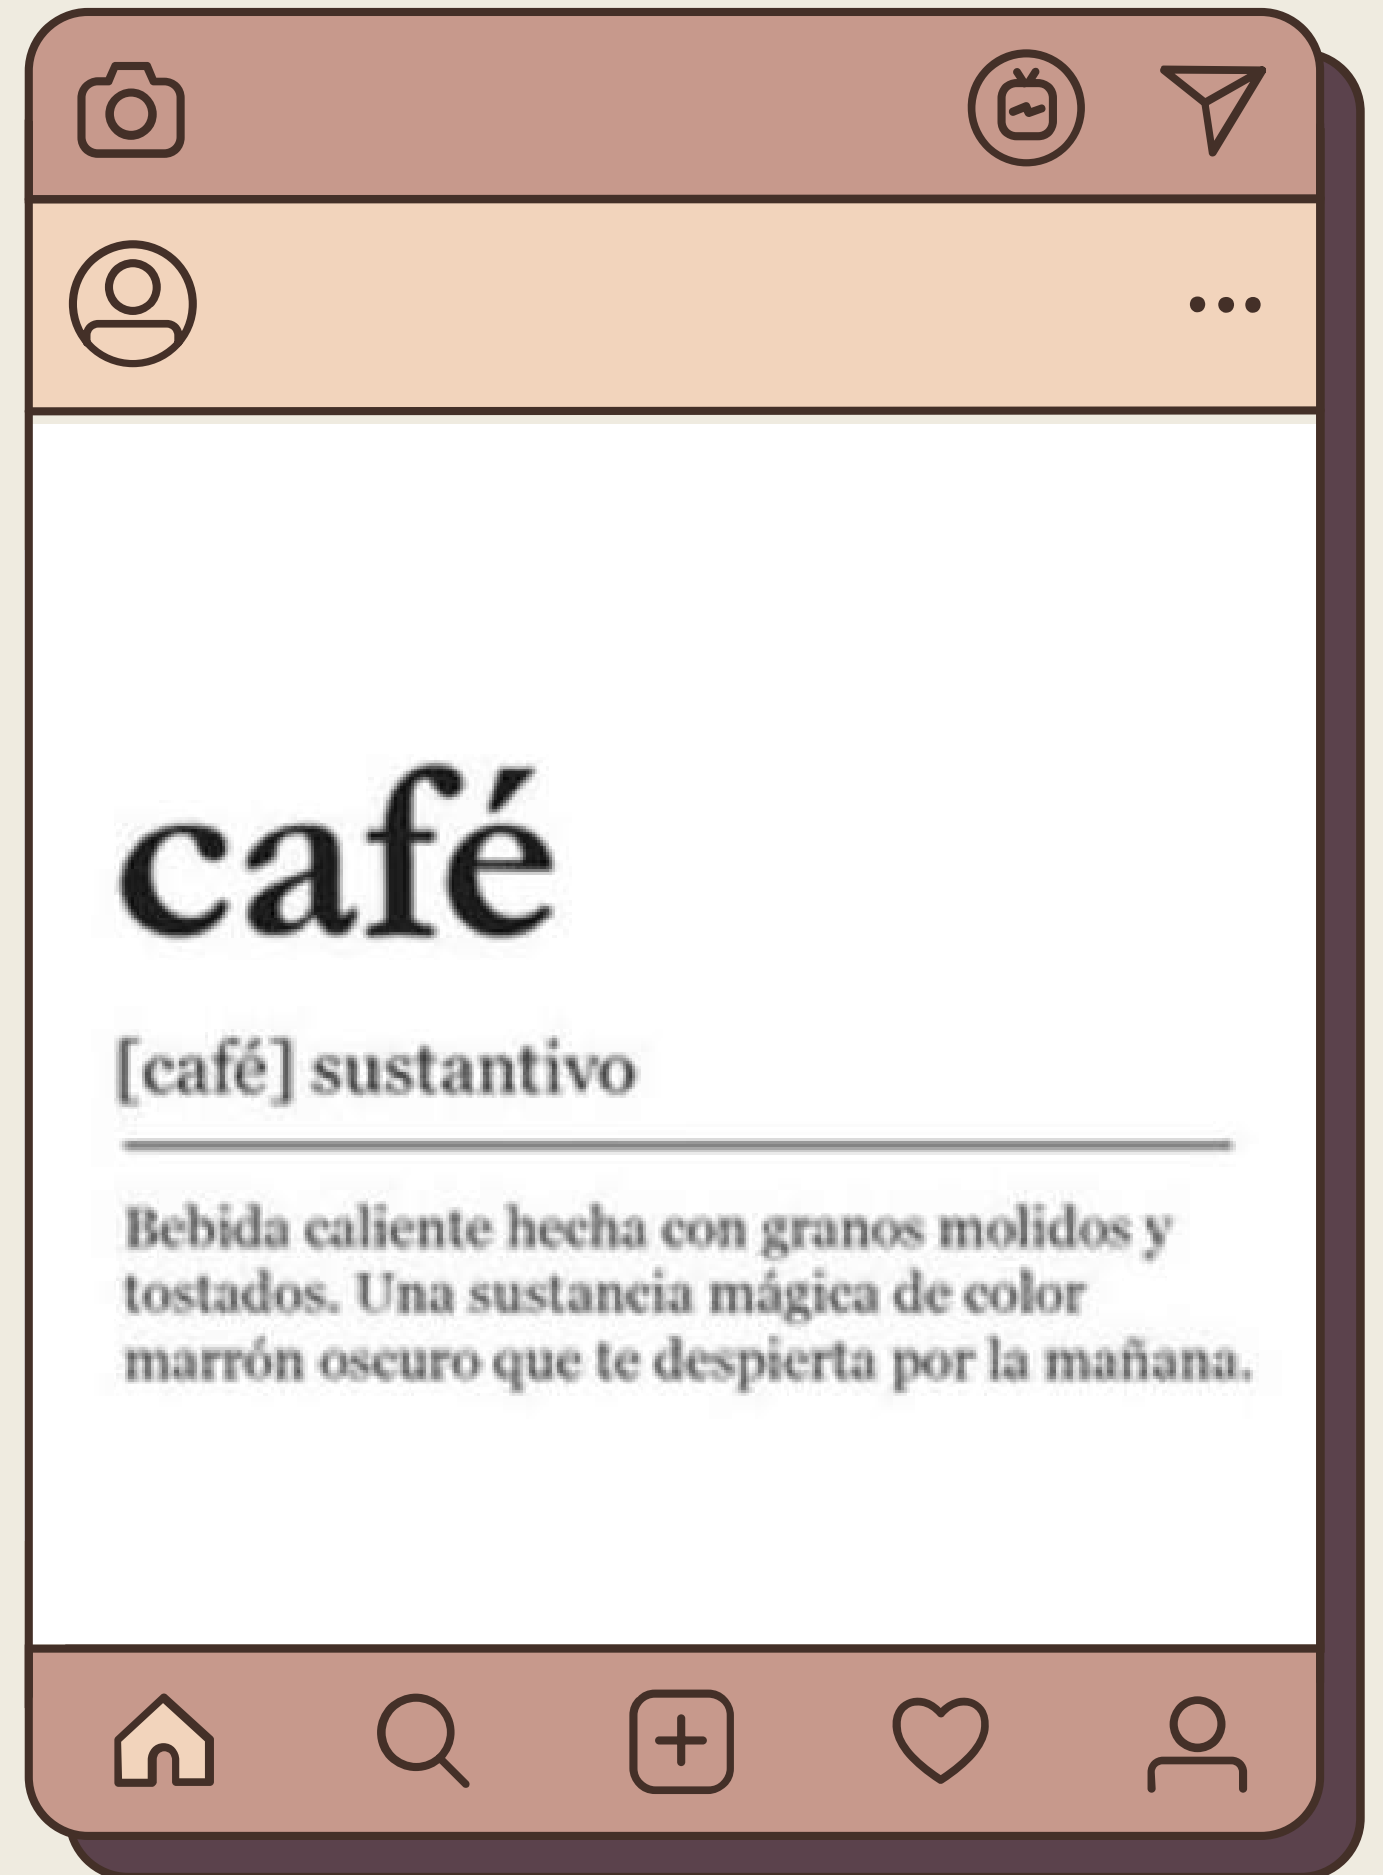 café
[café] sustantivo
Bebida caliente hecha con granos molidos y
tostados. Una sustancia mágica de color
marrón oscuro que te despierta por la mañana.